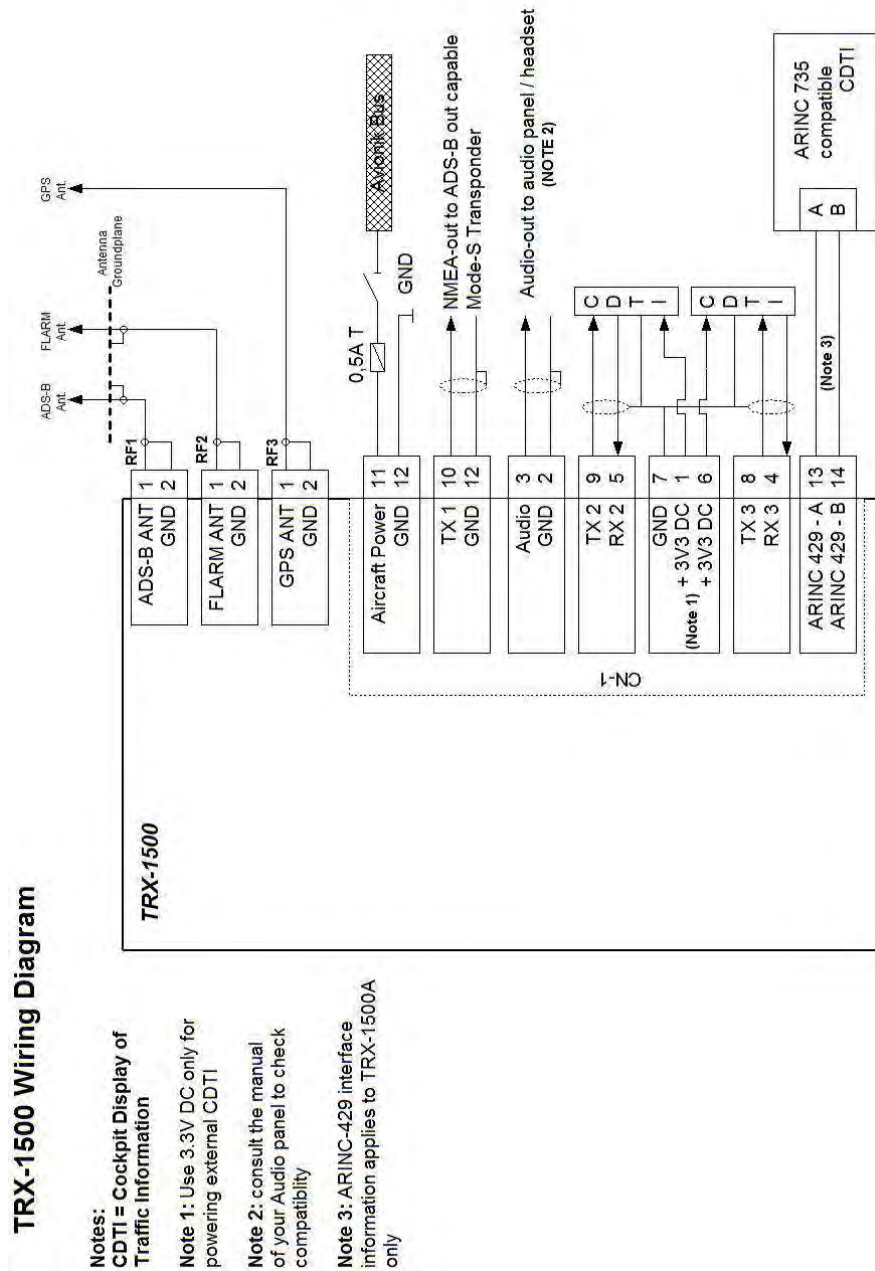 TRX-1500 Wiring Diagram
Notes:
CDTI = Cockpit Display of
Traffic Information
Note 1: Use 3.3V DC only for
powering external CDTI
Note 2: consult the manual
of your Audio panel to check
compatiblity
Note 3: ARINC-429 interface
information applies to TRX-1500A
only
TRX-1500
ADS-B
Ant.
FLARM
Ant.
GPS
Ant.
Antenna
Groundplane
RF1
ADS-B ANT 1
GND 2
RF2
FLARM ANT 1
GND 2
RF3
GPS ANT 1
GND 2
CN-1
Aircraft Power 11
GND 12
0,5A T
Avionik Bus
GND
TX 1 10
GND 12
NMEA-out to ADS-B out capable
Mode-S Transponder
Audio 3
GND 2
Audio-out to audio panel / headset
(NOTE 2)
TX 2 9
RX 2 5
GND 7
(Note 1) + 3V3 DC 1
+ 3V3 DC 6
TX 3 8
RX 3 4
C
D
T
I
C
D
T
I
ARINC 429 - A 13
ARINC 429 - B 14
(Note 3)
A
B
ARINC 735
compatible
CDTI